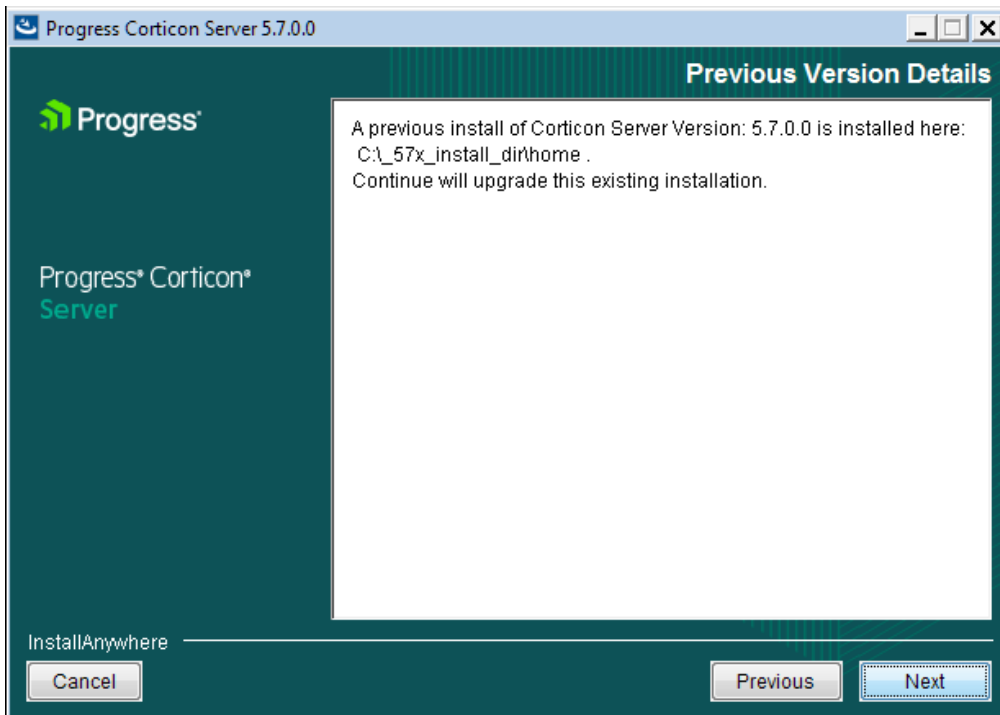 Progress Corticon Server 5.7.0.0
Previous Version Details
Progress®
A previous install of Corticon Server Version: 5.7.0.0 is installed here:
C:\_57x_install_dir\home .
Continue will upgrade this existing installation.
Progress® Corticon®
Server
InstallAnywhere
Cancel
Previous
Next